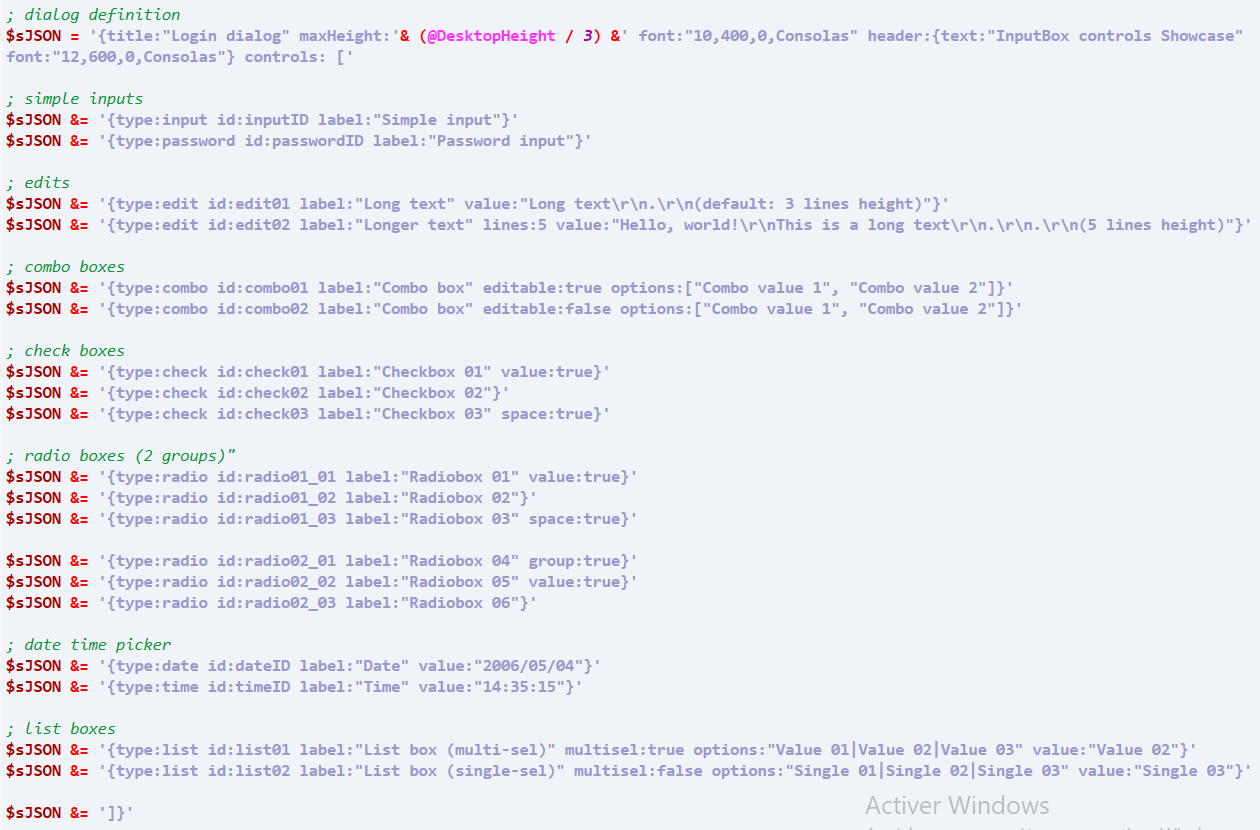 ; dialog definition
$sJSON = '{title:"Login dialog" maxHeight:'& (@DesktopHeight / 3) &' font:"10,400,0,Consolas" header:{text:"InputBox controls Showcase"
font:"12,600,0,Consolas"} controls: ['
; simple inputs
$sJSON &= '{type:input id:inputID label:"Simple input"}'
$sJSON &= '{type:password id:passwordID label:"Password input"}'
; edits
$sJSON &= '{type:edit id:edit01 label:"Long text" value:"Long text\r\n.\r\n(default: 3 lines height)"}'
$sJSON &= '{type:edit id:edit02 label:"Longer text" lines:5 value:"Hello, world!\r\nThis is a long text\r\n.\r\n.\r\n(5 lines height)"}'
; combo boxes
$sJSON &= '{type:combo id:combo01 label:"Combo box" editable:true options:["Combo value 1", "Combo value 2"]}'
$sJSON &= '{type:combo id:combo02 label:"Combo box" editable:false options:["Combo value 1", "Combo value 2"]}'
; check boxes
$sJSON &= '{type:check id:check01 label:"Checkbox 01" value:true}'
$sJSON &= '{type:check id:check02 label:"Checkbox 02"}'
$sJSON &= '{type:check id:check03 label:"Checkbox 03" space:true}'
; radio boxes (2 groups)"
$sJSON &= '{type:radio id:radio01_01 label:"Radiobox 01" value:true}'
$sJSON &= '{type:radio id:radio01_02 label:"Radiobox 02"}'
$sJSON &= '{type:radio id:radio01_03 label:"Radiobox 03" space:true}'
$sJSON &= '{type:radio id:radio02_01 label:"Radiobox 04" group:true}'
$sJSON &= '{type:radio id:radio02_02 label:"Radiobox 05" value:true}'
$sJSON &= '{type:radio id:radio02_03 label:"Radiobox 06"}'
; date time picker
$sJSON &= '{type:date id:dateID label:"Date" value:"2006/05/04"}'
$sJSON &= '{type:time id:timeID label:"Time" value:"14:35:15"}'
; list boxes
$sJSON &= '{type:list id:list01 label:"List box (multi-sel)" multisel:true options:"Value 01|Value 02|Value 03" value:"Value 02"}'
$sJSON &= '{type:list id:list02 label:"List box (single-sel)" multisel:false options:"Single 01|Single 02|Single 03" value:"Single 03"}'
$sJSON &= ']}'
Activer Windows